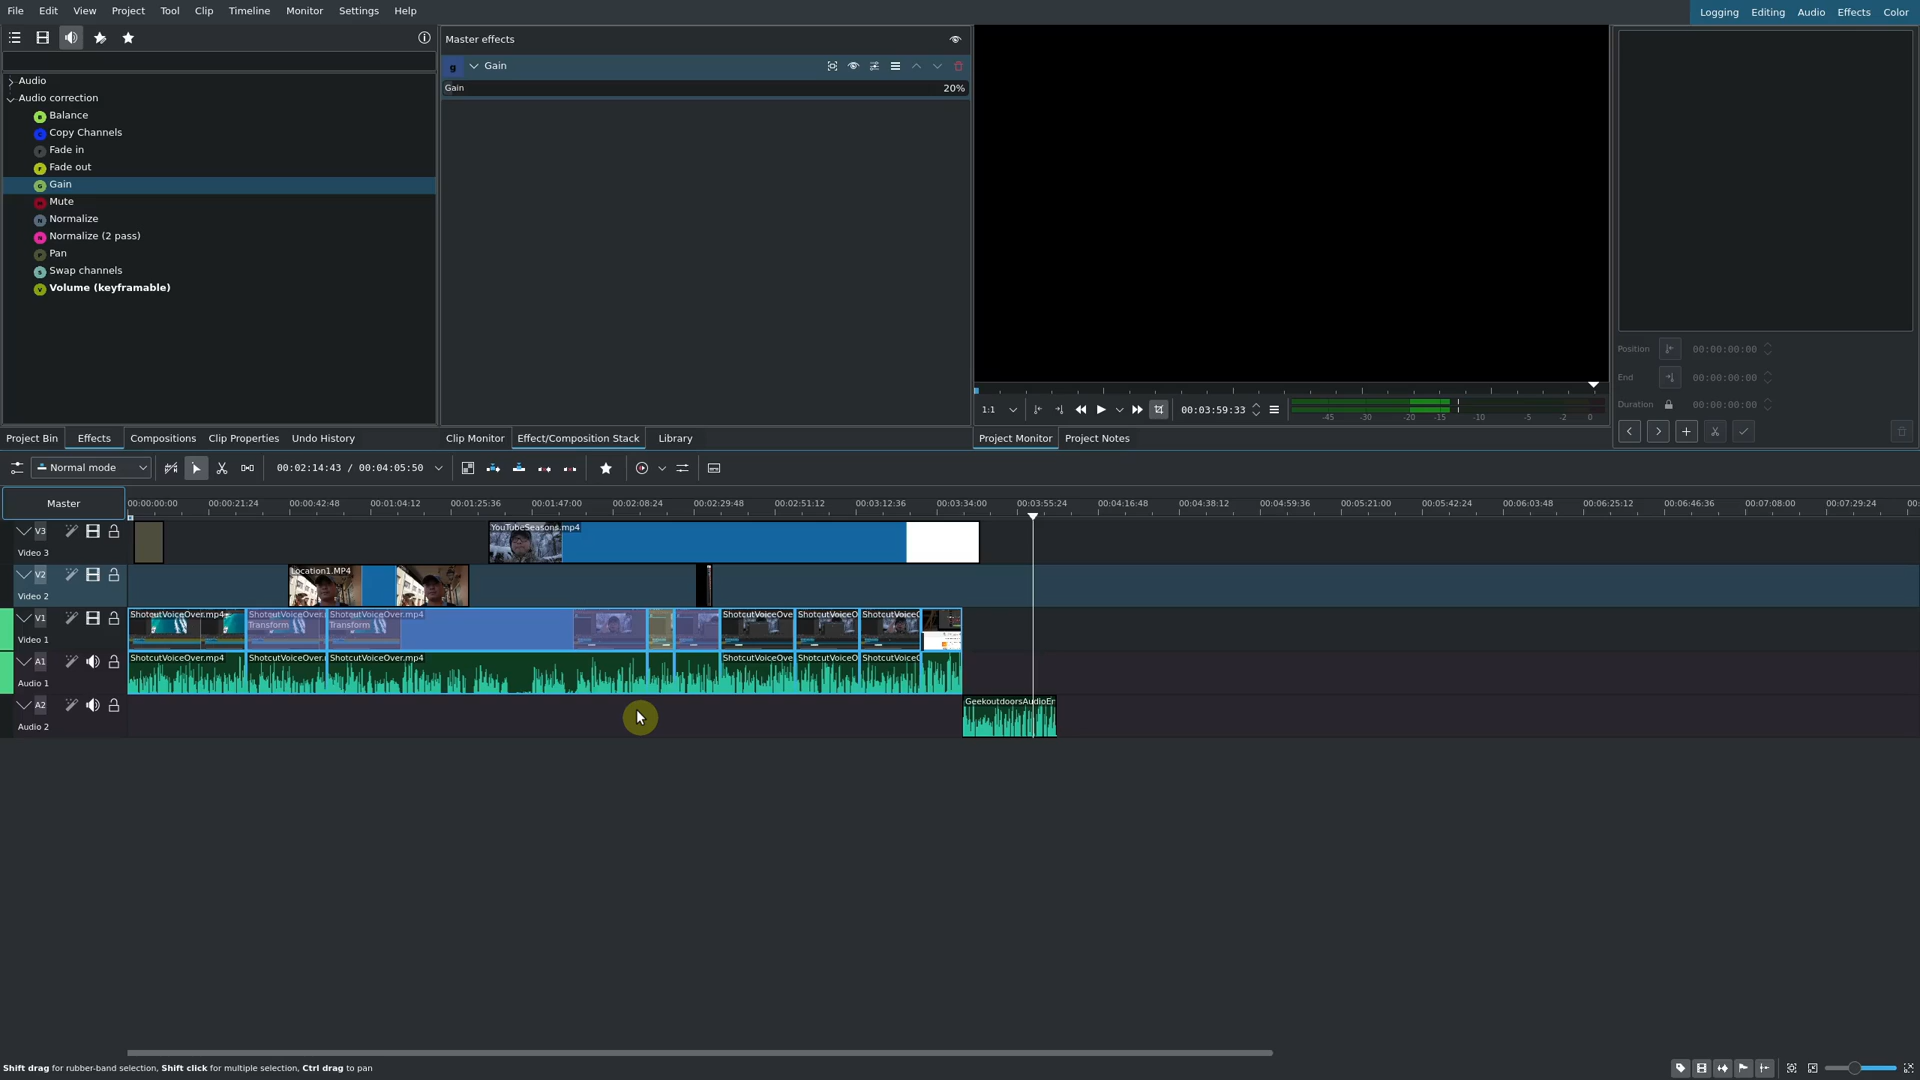 File Edit View Project Tool Clip Timeline Monitor Settings Help
Logging Editing Audio Effects Color
Audio
Audio correction
Balance
Copy Channels
Fade in
Fade out
Gain
Mute
Normalize
Normalize (2 pass)
Pan
Swap channels
Volume (keyframable)
Master effects
Gain
Gain 20%
Position 00:00:00:00
End 00:00:00:00
Duration 00:00:00:00
1:1
00:03:59:33
-45 -30 -20 -15 -10 -5 -2 0
Project Bin Effects Compositions Clip Properties Undo History
Clip Monitor Effect/Composition Stack Library
Project Monitor Project Notes
Normal mode
00:02:14:43 / 00:04:05:50
Master
00:00:00:00 00:00:21:24 00:00:42:48 00:01:04:12 00:01:25:36 00:01:47:00 00:02:08:24 00:02:29:48 00:02:51:12 00:03:12:36 00:03:34:00 00:03:55:24 00:04:16:48 00:04:38:12 00:04:59:36 00:05:21:00 00:05:42:24 00:06:03:48 00:06:25:12 00:06:46:36 00:07:08:00 00:07:29:24 00:
V3
Video 3
YouTubeSeasons.mp4
V2
Video 2
Location1.MP4
V1
Video 1
ShotcutVoiceOver.mp4 ShotcutVoiceOver.mp4 ShotcutVoiceOver.mp4 ShotcutVoiceOve ShotcutVoiceO ShotcutVoiceO
Transform Transform
A1
Audio 1
ShotcutVoiceOver.mp4 ShotcutVoiceOver. ShotcutVoiceOver.mp4 ShotcutVoiceOve ShotcutVoiceO ShotcutVoiceO
A2
Audio 2
GeekoutdoorsAudioEr
Shift drag for rubber-band selection, Shift click for multiple selection, Ctrl drag to pan